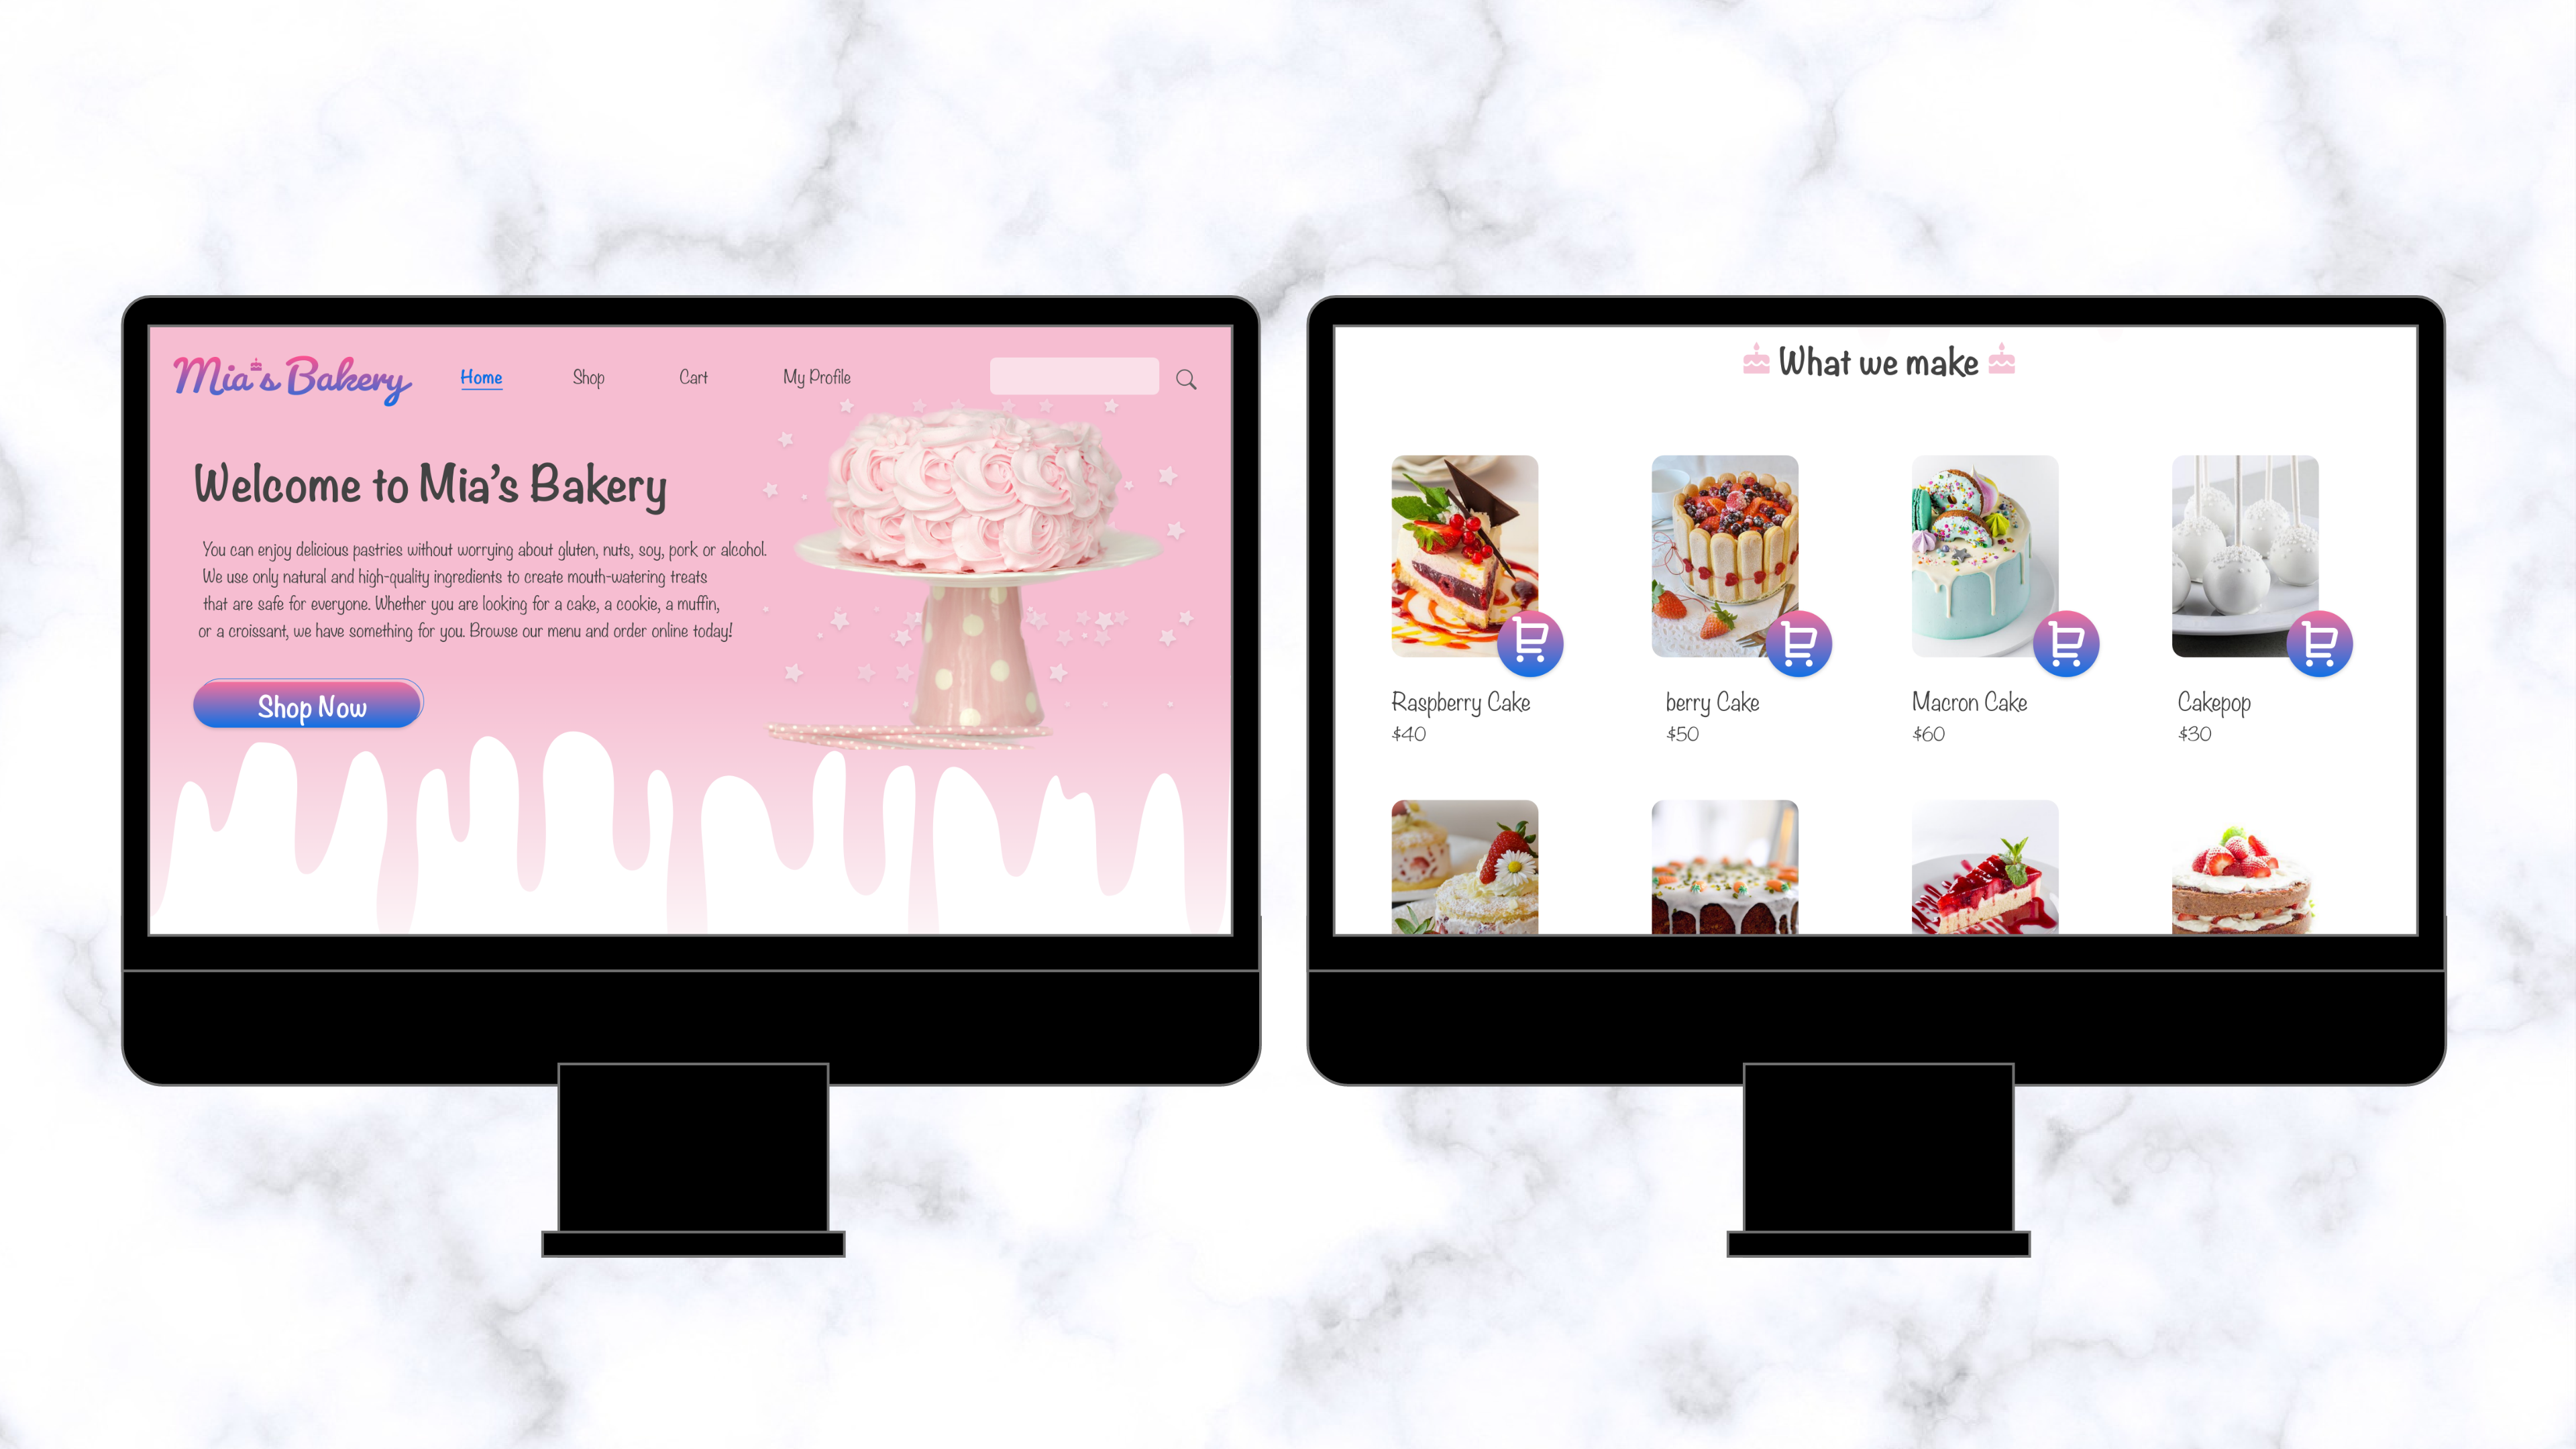 Mia's Bakery
Home
Shop
Cart
My Profile
Welcome to Mia's Bakery
You can enjoy delicious pastries without worrying about gluten, nuts, soy, pork or alcohol.
We use only natural and high-quality ingredients to create mouth-watering treats
that are safe for everyone. Whether you are looking for a cake, a cookie, a muffin,
or a croissant, we have something for you. Browse our menu and order online today!
Shop Now
What we make
Raspberry Cake
$40
berry Cake
$50
Macron Cake
$60
Cakepop
$30